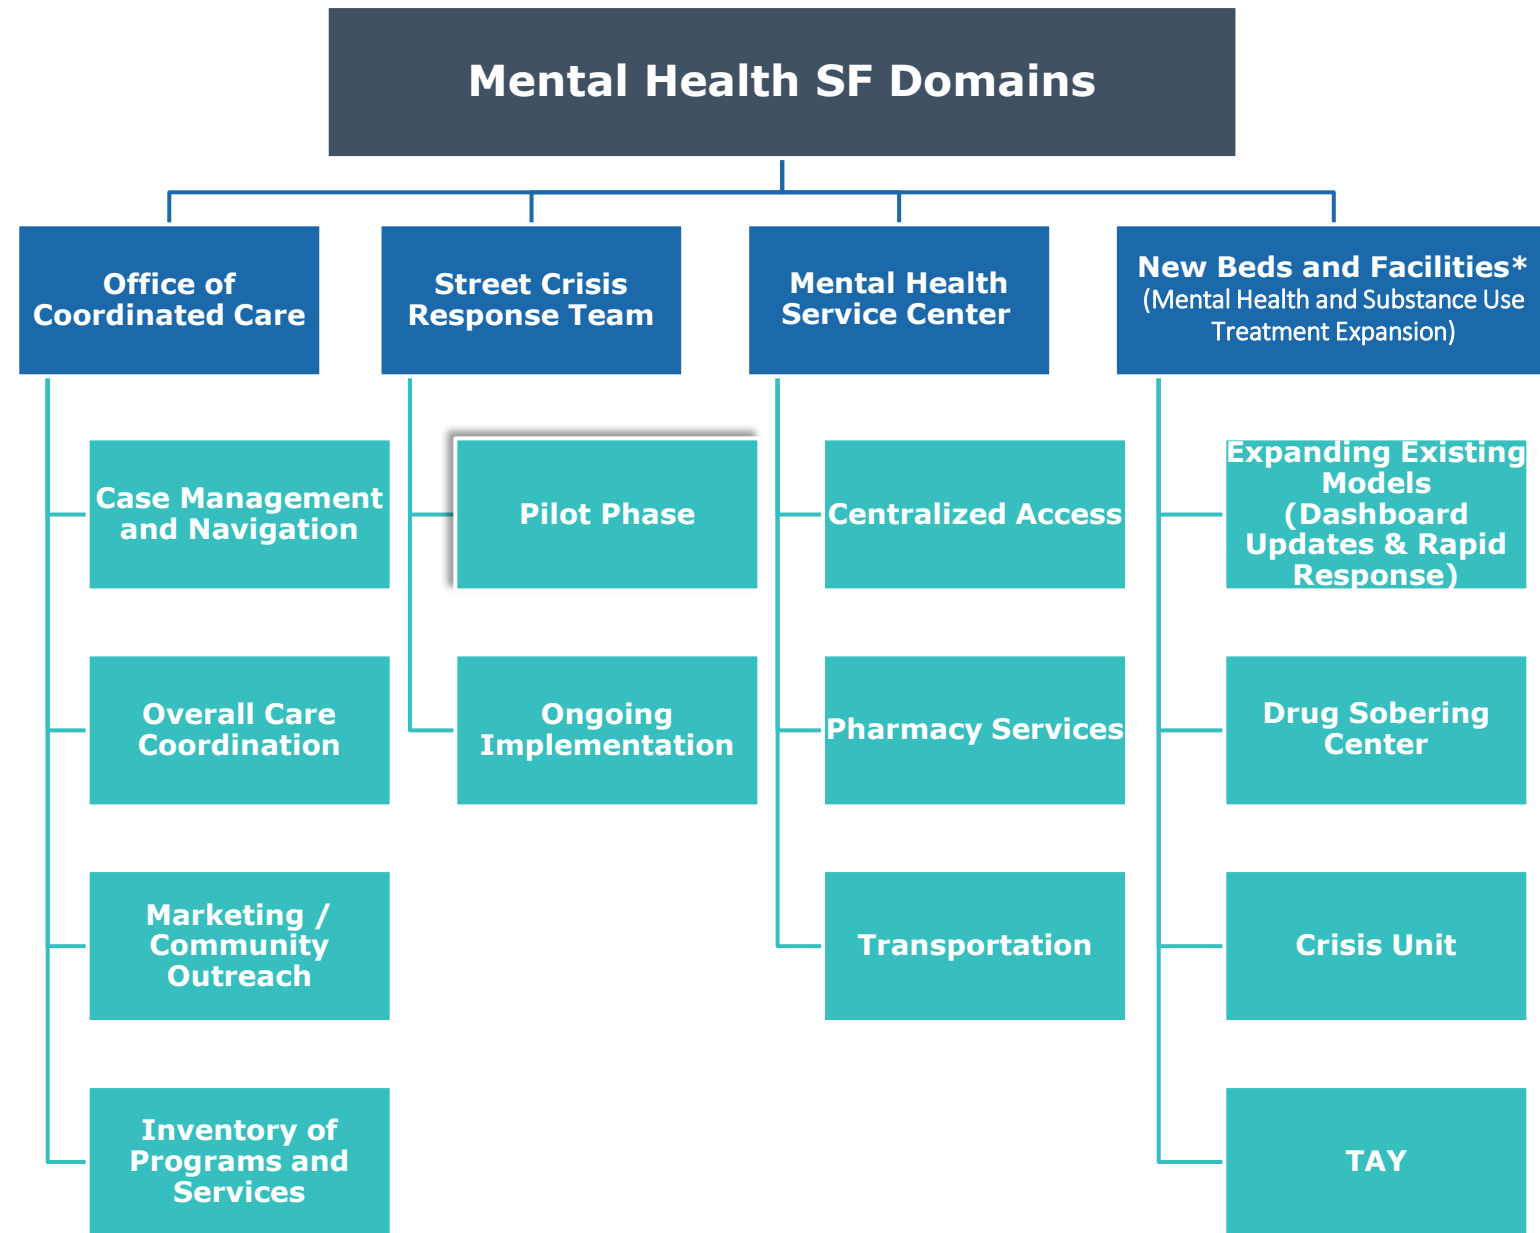 Mental Health SF Domains
Office of
Coordinated Care
Street Crisis
Response Team
Mental Health
Service Center
New Beds and Facilities*
(Mental Health and Substance Use
Treatment Expansion)
Case Management
and Navigation
Pilot Phase
Centralized Access
Expanding Existing
Models
(Dashboard
Updates & Rapid
Response)
Overall Care
Coordination
Ongoing
Implementation
Pharmacy Services
Drug Sobering
Center
Marketing /
Community
Outreach
Transportation
Crisis Unit
Inventory of
Programs and
Services
TAY